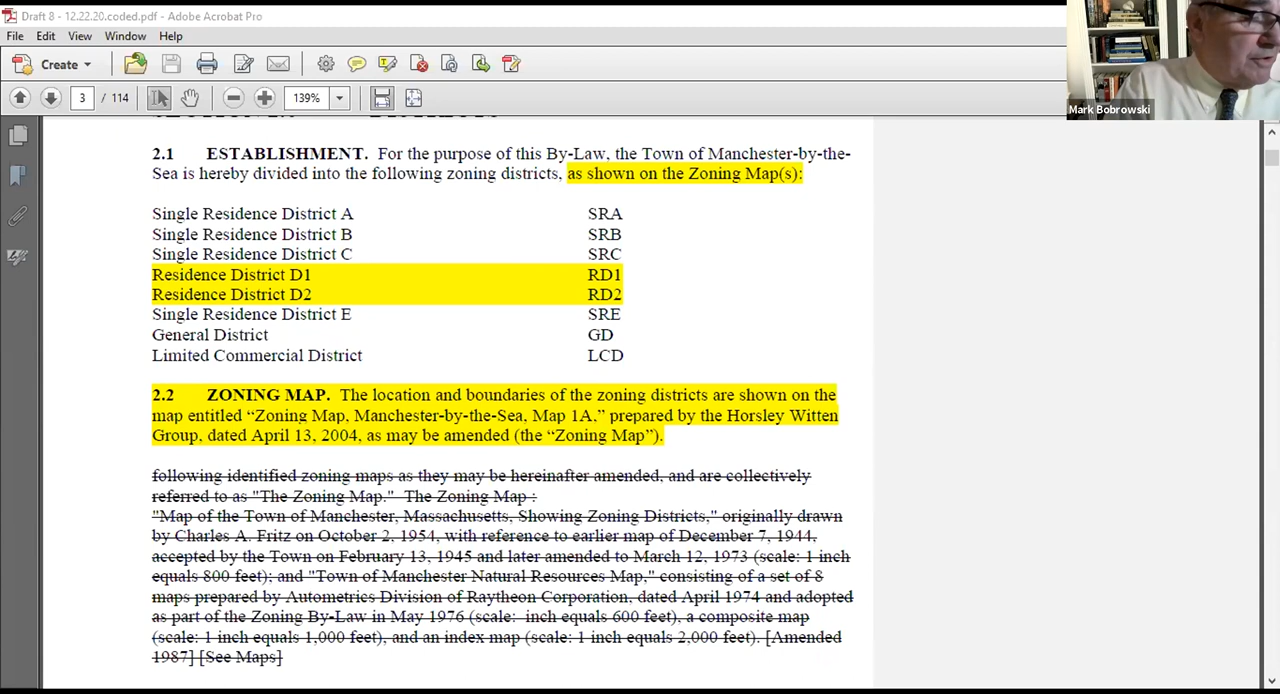 Draft 8 - 12.22.20.coded.pdf - Adobe Acrobat Pro
File Edit View Window Help
Create
3 / 114 139%
Mark Bobrowski
2.1 ESTABLISHMENT. For the purpose of this By-Law, the Town of Manchester-by-the-
Sea is hereby divided into the following zoning districts, as shown on the Zoning Map(s):
Single Residence District A SRA
Single Residence District B SRB
Single Residence District C SRC
Residence District D1 RD1
Residence District D2 RD2
Single Residence District E SRE
General District GD
Limited Commercial District LCD
2.2 ZONING MAP. The location and boundaries of the zoning districts are shown on the
map entitled “Zoning Map, Manchester-by-the-Sea, Map 1A,” prepared by the Horsley Witten
Group, dated April 13, 2004, as may be amended (the “Zoning Map”).
following identified zoning maps as they may be hereinafter amended, and are collectively
referred to as "The Zoning Map." The Zoning Map :
"Map of the Town of Manchester, Massachusetts, Showing Zoning Districts," originally drawn
by Charles A. Fritz on October 2, 1954, with reference to earlier map of December 7, 1944,
accepted by the Town on February 13, 1945 and later amended to March 12, 1973 (scale: 1 inch
equals 800 feet); and "Town of Manchester Natural Resources Map," consisting of a set of 8
maps prepared by Autometrics Division of Raytheon Corporation, dated April 1974 and adopted
as part of the Zoning By-Law in May 1976 (scale: inch equals 600 feet), a composite map
(scale: 1 inch equals 1,000 feet), and an index map (scale: 1 inch equals 2,000 feet). [Amended
1987] [See Maps]